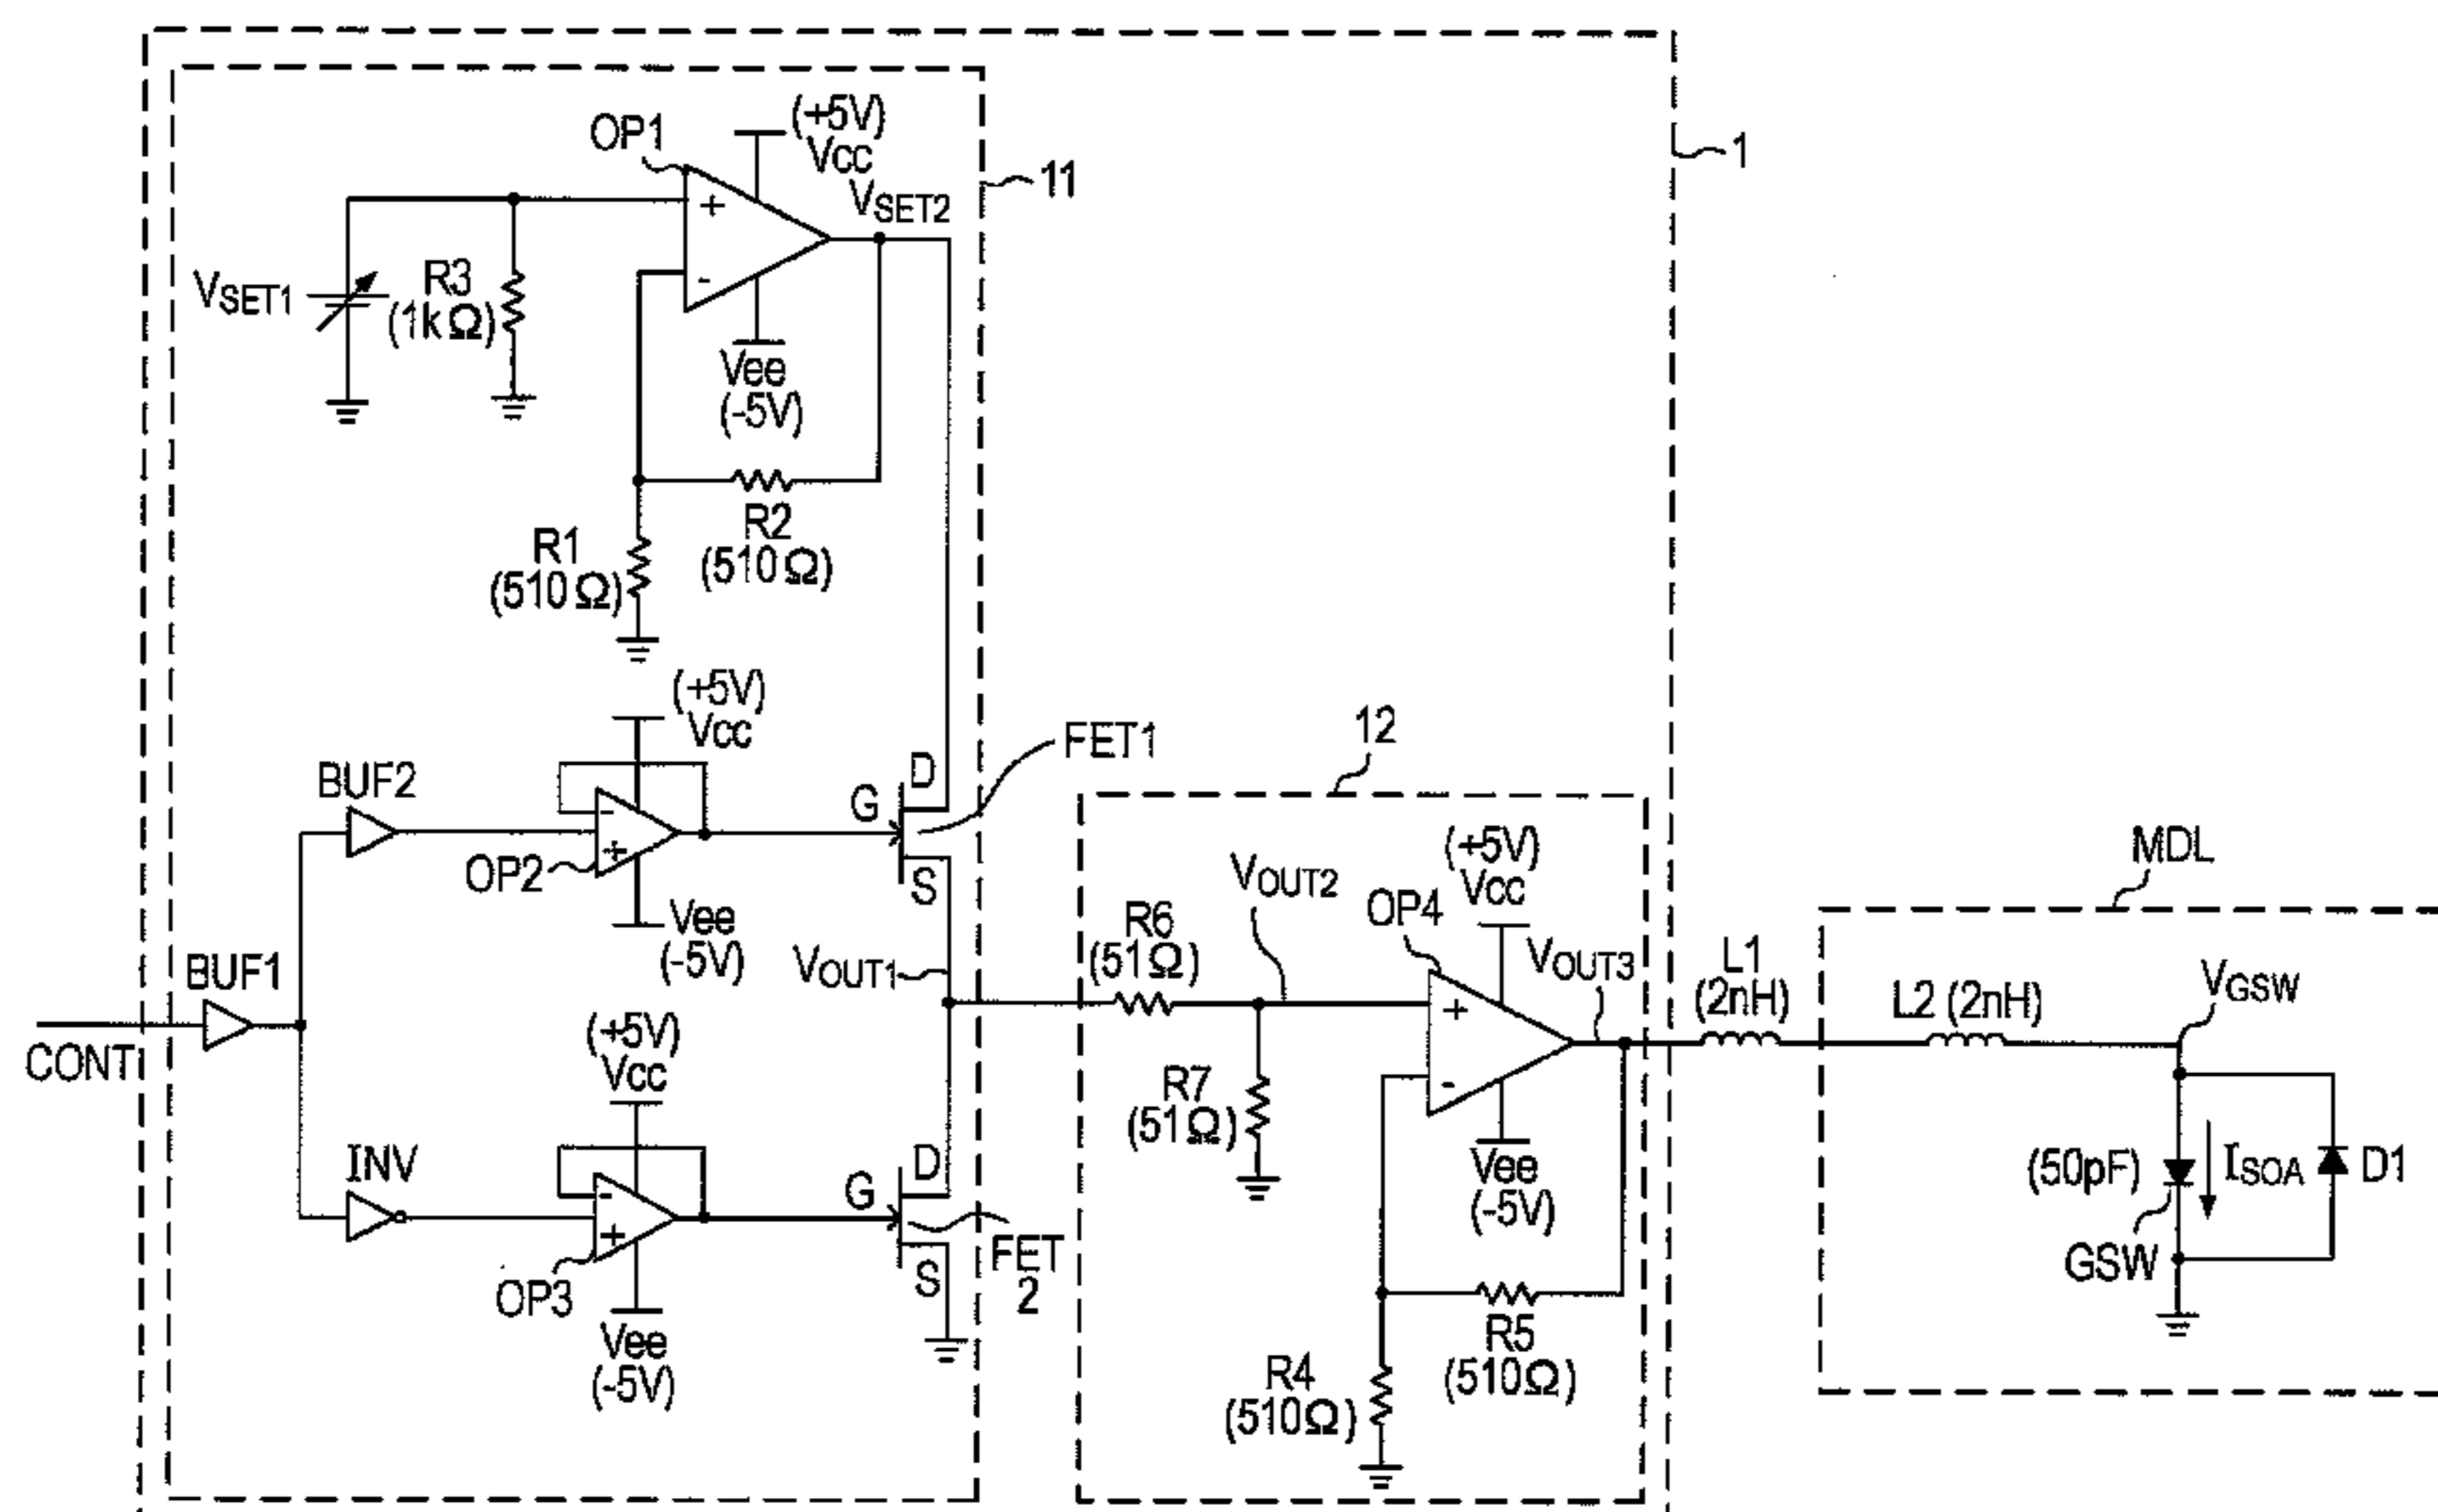 1
11
OP1
(+5V)
Vcc
VSET2
+
-
VSET1
R3
(1kΩ)
Vee
(-5V)
R1
(510Ω)
R2
(510Ω)
(+5V)
Vcc
BUF2
-
+
OP2
Vee
(-5V)
G
D
S
FET1
BUF1
CONT
VOUT1
(+5V)
Vcc
INV
-
+
OP3
Vee
(-5V)
G
D
S
FET
2
12
R6
(51Ω)
VOUT2
OP4
(+5V)
Vcc
VOUT3
+
-
R7
(51Ω)
Vee
(-5V)
R5
(510Ω)
R4
(510Ω)
L1
(2nH)
MDL
L2 (2nH)
VGSW
(50pF)
ISOA
D1
GSW